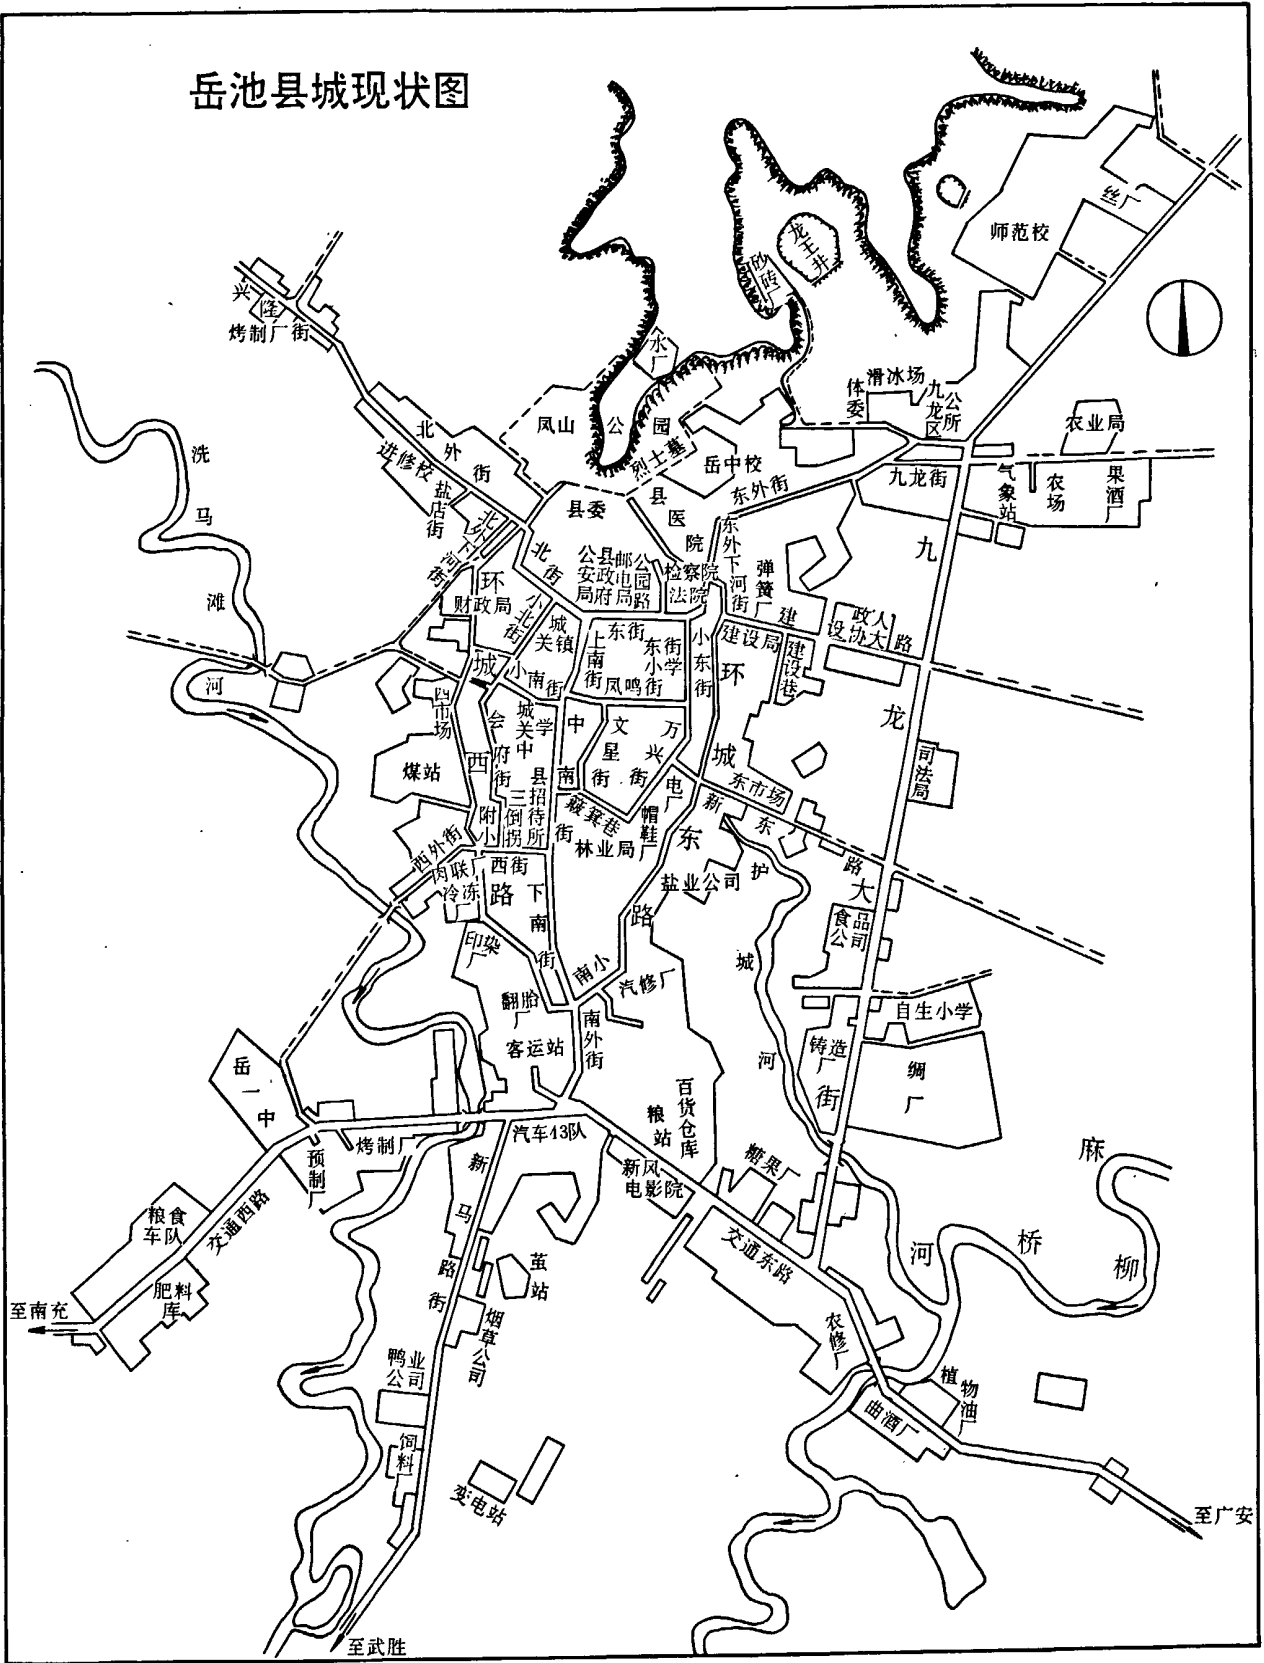 岳池县城现状图
丝厂
师范校
龙王井
砂砖厂
兴隆街
烤制厂
水厂
滑冰场
体委
九龙区公所
农业局
凤山公园
烈士墓
岳中校
北外街
进修校
盐店街
北外下河街
县委
县医院
东外街
九龙街
气象站
农场
果酒厂
洗马滩河
东外下河街
弹簧厂
北街
公安局
县政府
邮电局
公园路
检察院
法院
财政局
小北街
城关镇
上南街
东街
东街小学
小东街
建设局
建设巷
建设路
政协
人大
小南街
凤鸣街
西市场
会府街
城关中学
中南街
文星街
万兴街
环城西路
环城东路
煤站
县招待所
三倒拐
附小
簸箕巷
林业局
电厂
帽鞋厂
东市场
新东路
司法局
九龙大街
西外街
肉联厂
冷冻厂
西街
下南街
盐业公司
护城河
食品公司
印染厂
南小街
汽修厂
翻胎厂
客运站
南外街
自生小学
铸造厂
绸厂
岳一中
百货仓库
粮站
汽车43队
烤制厂
预制厂
新风电影院
糖果厂
麻柳桥河
粮食车队
交通西路
新马路街
交通东路
茧站
肥料库
至南充
烟草公司
农修厂
鸭业公司
植物油厂
曲酒厂
饲料厂
变电站
至广安
至武胜